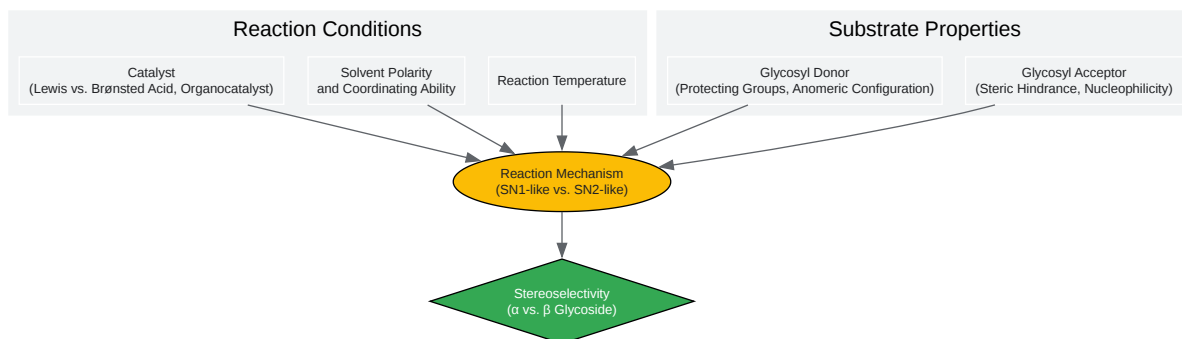 Reaction Conditions
Substrate Properties
Catalyst
(Lewis vs. Brønsted Acid, Organocatalyst)
Solvent Polarity
and Coordinating Ability
Reaction Temperature
Glycosyl Donor
(Protecting Groups, Anomeric Configuration)
Glycosyl Acceptor
(Steric Hindrance, Nucleophilicity)
Reaction Mechanism
(SN1-like vs. SN2-like)
Stereoselectivity
(α vs. β Glycoside)